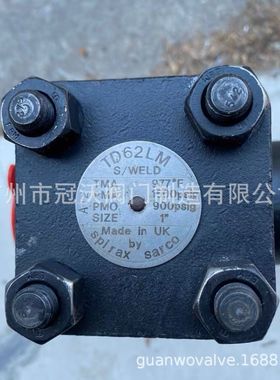 TD62LM
S/WELD
TMA 977°F
PMO 900psig
SIZE 1"
Made in UK
by
spirax sarco
州市冠沃阀门制造有限公
guanwovalve.1688